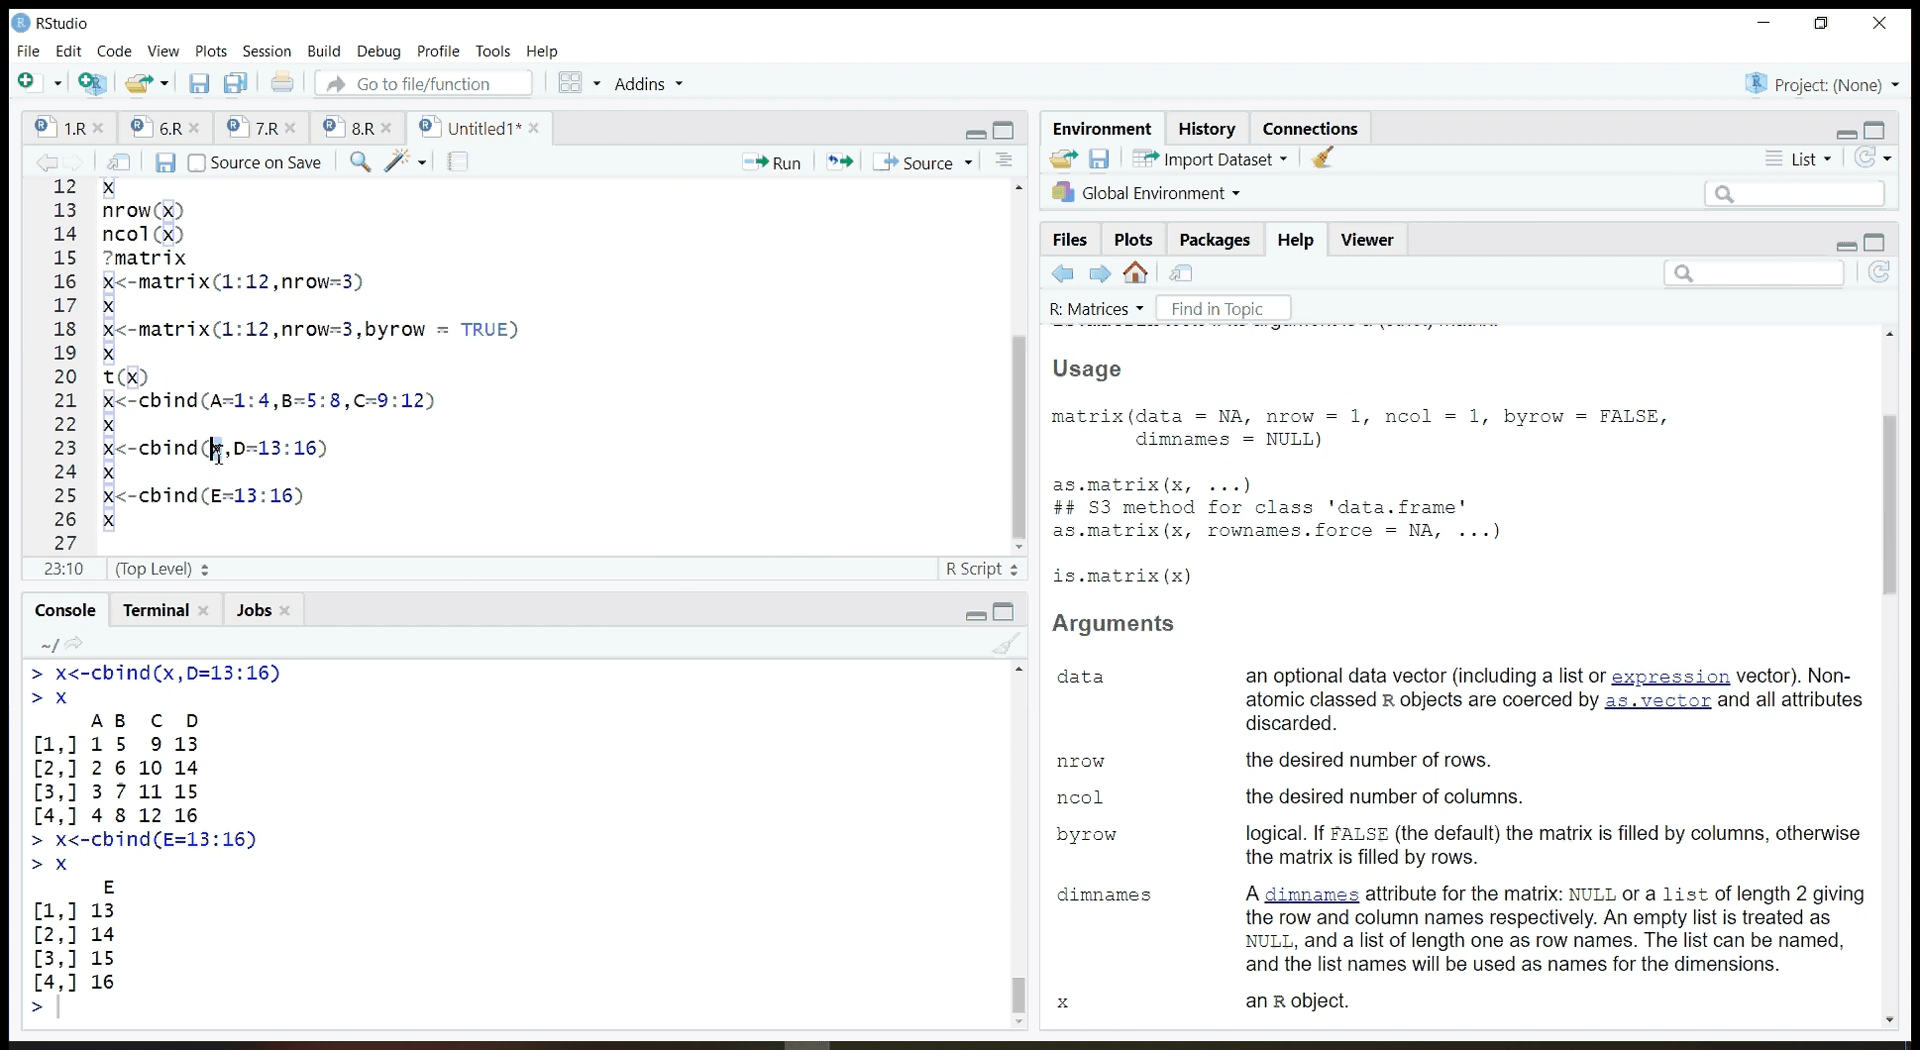 RStudio
File Edit Code View Plots Session Build Debug Profile Tools Help
Go to file/function Addins Project: (None)
1.R 6.R 7.R 8.R Untitled1*
Source on Save Run Source
12 x
13 nrow(x)
14 ncol(x)
15 ?matrix
16 x<-matrix(1:12,nrow=3)
17 x
18 x<-matrix(1:12,nrow=3,byrow = TRUE)
19 x
20 t(x)
21 x<-cbind(A=1:4,B=5:8,C=9:12)
22 x
23 x<-cbind(x,D=13:16)
24 x
25 x<-cbind(E=13:16)
26 x
27
23:10 (Top Level) R Script
Console Terminal Jobs
~/
> x<-cbind(x,D=13:16)
> x
A B C D
[1,] 1 5 9 13
[2,] 2 6 10 14
[3,] 3 7 11 15
[4,] 4 8 12 16
> x<-cbind(E=13:16)
> x
E
[1,] 13
[2,] 14
[3,] 15
[4,] 16
>
Environment History Connections
Import Dataset List
Global Environment
Files Plots Packages Help Viewer
R: Matrices Find in Topic
Usage
matrix(data = NA, nrow = 1, ncol = 1, byrow = FALSE,
dimnames = NULL)
as.matrix(x, ...)
## S3 method for class 'data.frame'
as.matrix(x, rownames.force = NA, ...)
is.matrix(x)
Arguments
data an optional data vector (including a list or expression vector). Non-
atomic classed R objects are coerced by as.vector and all attributes
discarded.
nrow the desired number of rows.
ncol the desired number of columns.
byrow logical. If FALSE (the default) the matrix is filled by columns, otherwise
the matrix is filled by rows.
dimnames A dimnames attribute for the matrix: NULL or a list of length 2 giving
the row and column names respectively. An empty list is treated as
NULL, and a list of length one as row names. The list can be named,
and the list names will be used as names for the dimensions.
x an R object.